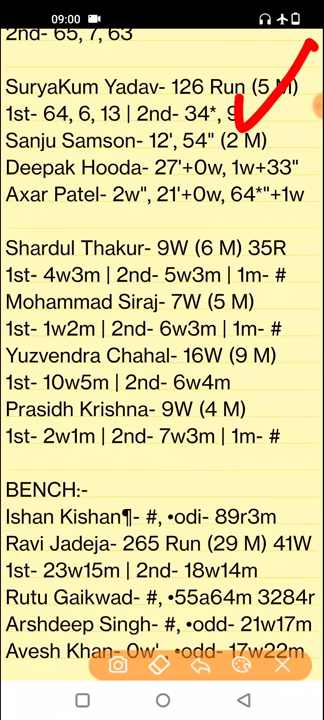 09:00
2nd- 65, 7, 63
SuryaKum Yadav- 126 Run (5 M)
1st- 64, 6, 13 | 2nd- 34*, 9
Sanju Samson- 12', 54" (2 M)
Deepak Hooda- 27'+0w, 1w+33"
Axar Patel- 2w", 21'+0w, 64*"+1w
Shardul Thakur- 9W (6 M) 35R
1st- 4w3m | 2nd- 5w3m | 1m- #
Mohammad Siraj- 7W (5 M)
1st- 1w2m | 2nd- 6w3m | 1m- #
Yuzvendra Chahal- 16W (9 M)
1st- 10w5m | 2nd- 6w4m
Prasidh Krishna- 9W (4 M)
1st- 2w1m | 2nd- 7w3m | 1m- #
BENCH:-
Ishan Kishan¶- #, •odi- 89r3m
Ravi Jadeja- 265 Run (29 M) 41W
1st- 23w15m | 2nd- 18w14m
Rutu Gaikwad- #, •55a64m 3284r
Arshdeep Singh- #, •odd- 21w17m
Avesh Khan- 0w', •odd- 17w22m